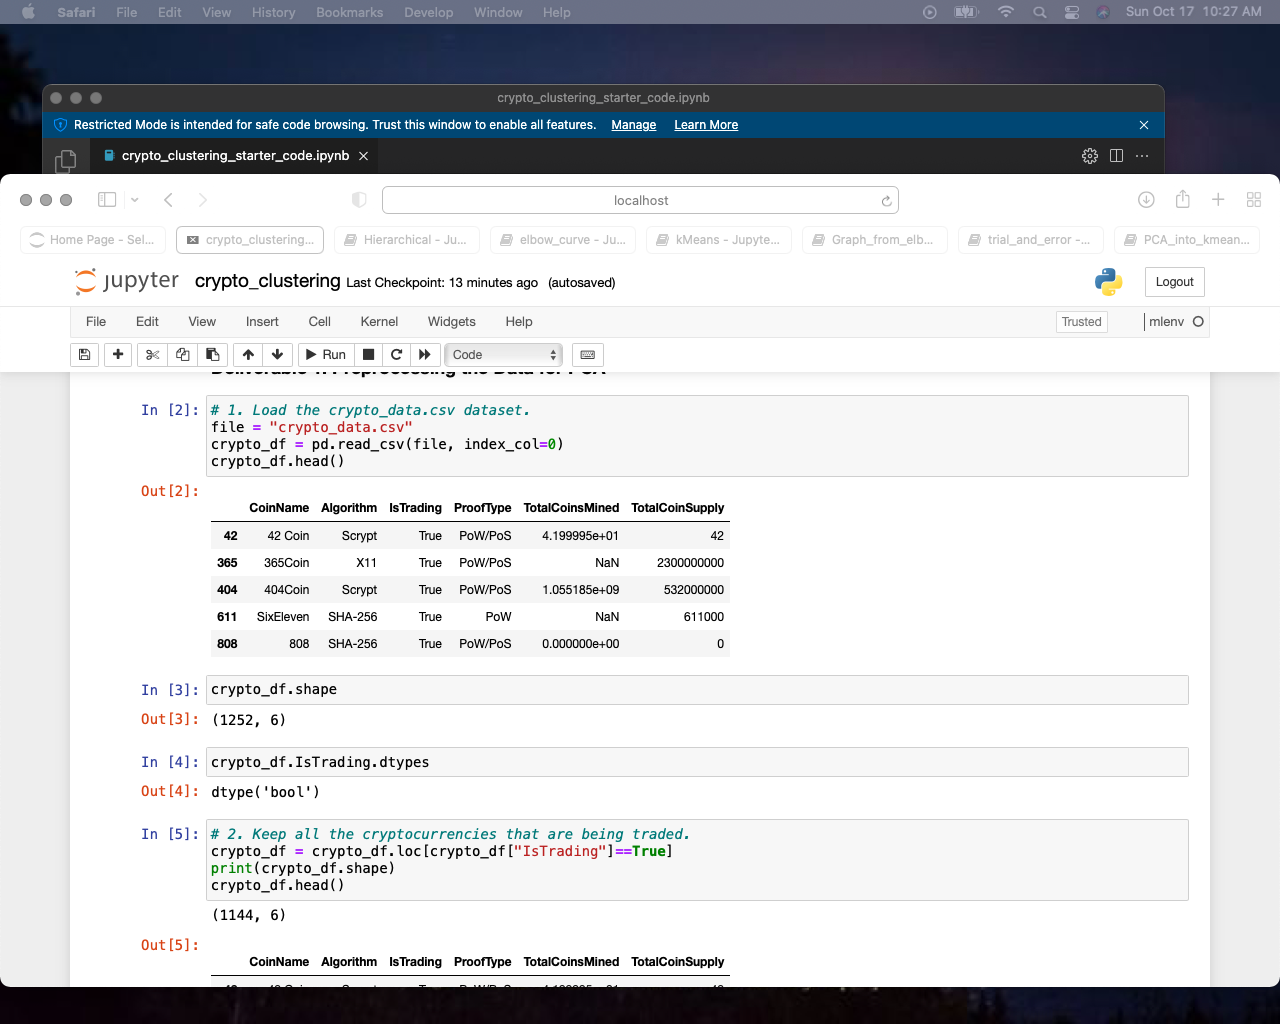 Safari File Edit View History Bookmarks Develop Window Help Sun Oct 17 10:27 AM
crypto_clustering_starter_code.ipynb
Restricted Mode is intended for safe code browsing. Trust this window to enable all features. Manage Learn More
crypto_clustering_starter_code.ipynb
localhost
Home Page - Sel... crypto_clustering... Hierarchical - Ju... elbow_curve - Ju... kMeans - Jupyte... Graph_from_elb... trial_and_error -... PCA_into_kmean...
jupyter crypto_clustering Last Checkpoint: 13 minutes ago (autosaved) Logout
File Edit View Insert Cell Kernel Widgets Help Trusted mlenv
Run Code
Deliverable 1: Preprocessing the Data for PCA
In [2]: # 1. Load the crypto_data.csv dataset.
file = "crypto_data.csv"
crypto_df = pd.read_csv(file, index_col=0)
crypto_df.head()
Out[2]:
CoinName Algorithm IsTrading ProofType TotalCoinsMined TotalCoinSupply
42 42 Coin Scrypt True PoW/PoS 4.199995e+01 42
365 365Coin X11 True PoW/PoS NaN 2300000000
404 404Coin Scrypt True PoW/PoS 1.055185e+09 532000000
611 SixEleven SHA-256 True PoW NaN 611000
808 808 SHA-256 True PoW/PoS 0.000000e+00 0
In [3]: crypto_df.shape
Out[3]: (1252, 6)
In [4]: crypto_df.IsTrading.dtypes
Out[4]: dtype('bool')
In [5]: # 2. Keep all the cryptocurrencies that are being traded.
crypto_df = crypto_df.loc[crypto_df["IsTrading"]==True]
print(crypto_df.shape)
crypto_df.head()
(1144, 6)
Out[5]:
CoinName Algorithm IsTrading ProofType TotalCoinsMined TotalCoinSupply